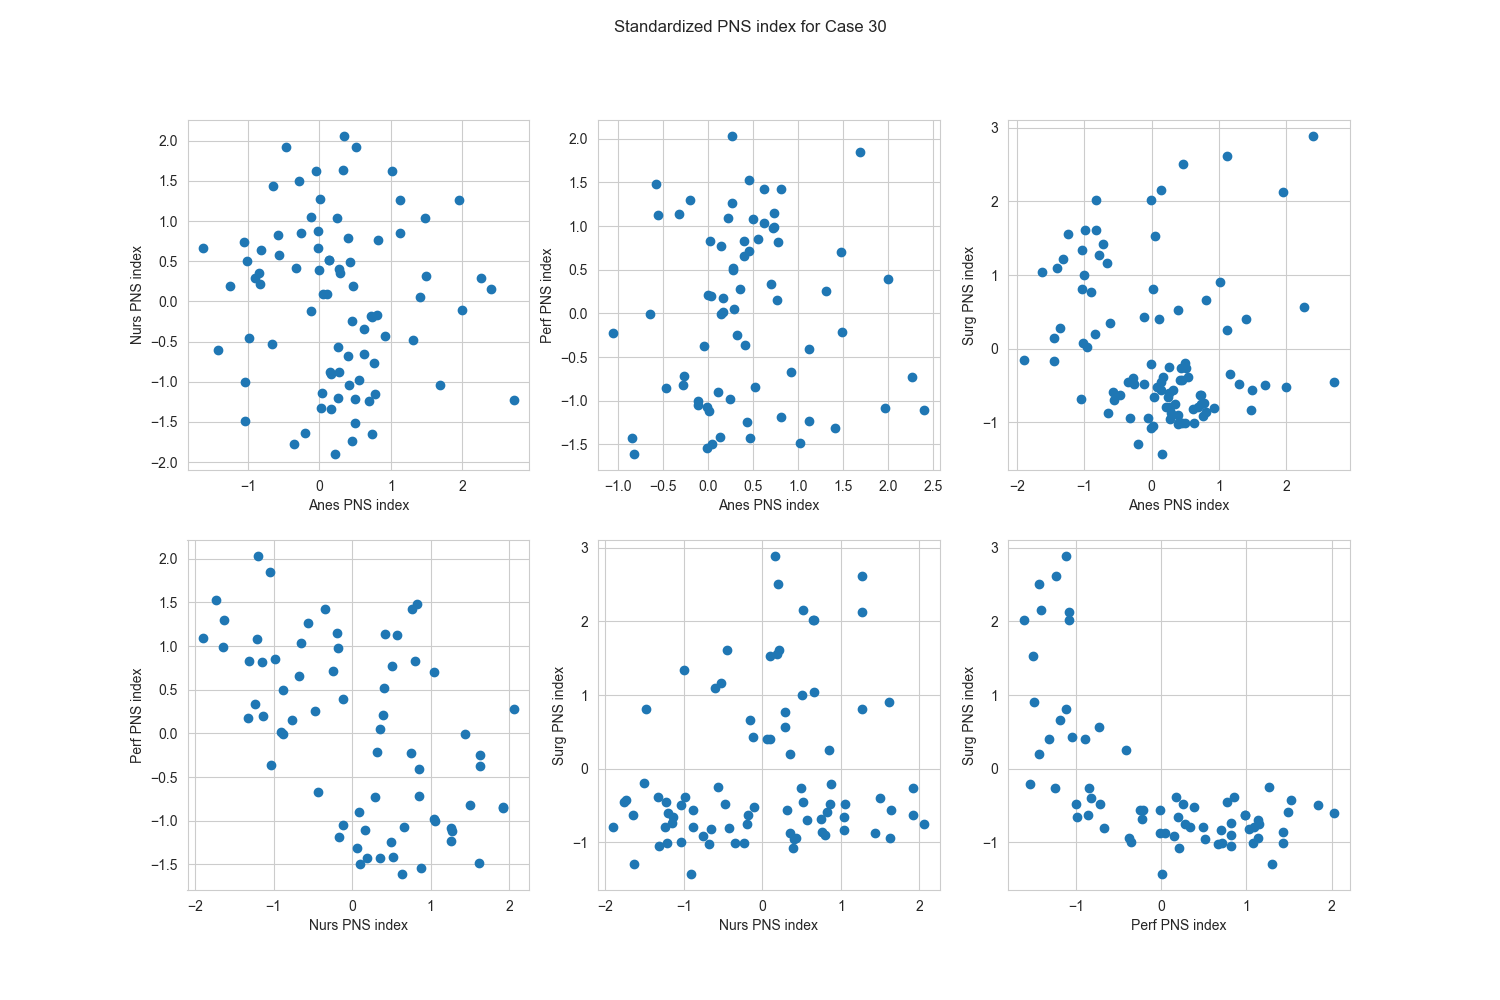 Standardized PNS index for Case 30
2.0
1.5
1.0
0.5
0.0
−0.5
−1.0
−1.5
−2.0
Nurs PNS index
−1 0 1 2
Anes PNS index
2.0
1.5
1.0
0.5
0.0
−0.5
−1.0
−1.5
Perf PNS index
−1.0 −0.5 0.0 0.5 1.0 1.5 2.0 2.5
Anes PNS index
3
2
1
0
−1
Surg PNS index
−2 −1 0 1 2
Anes PNS index
2.0
1.5
1.0
0.5
0.0
−0.5
−1.0
−1.5
Perf PNS index
−2 −1 0 1 2
Nurs PNS index
3
2
1
0
−1
Surg PNS index
−2 −1 0 1 2
Nurs PNS index
3
2
1
0
−1
Surg PNS index
−1 0 1 2
Perf PNS index